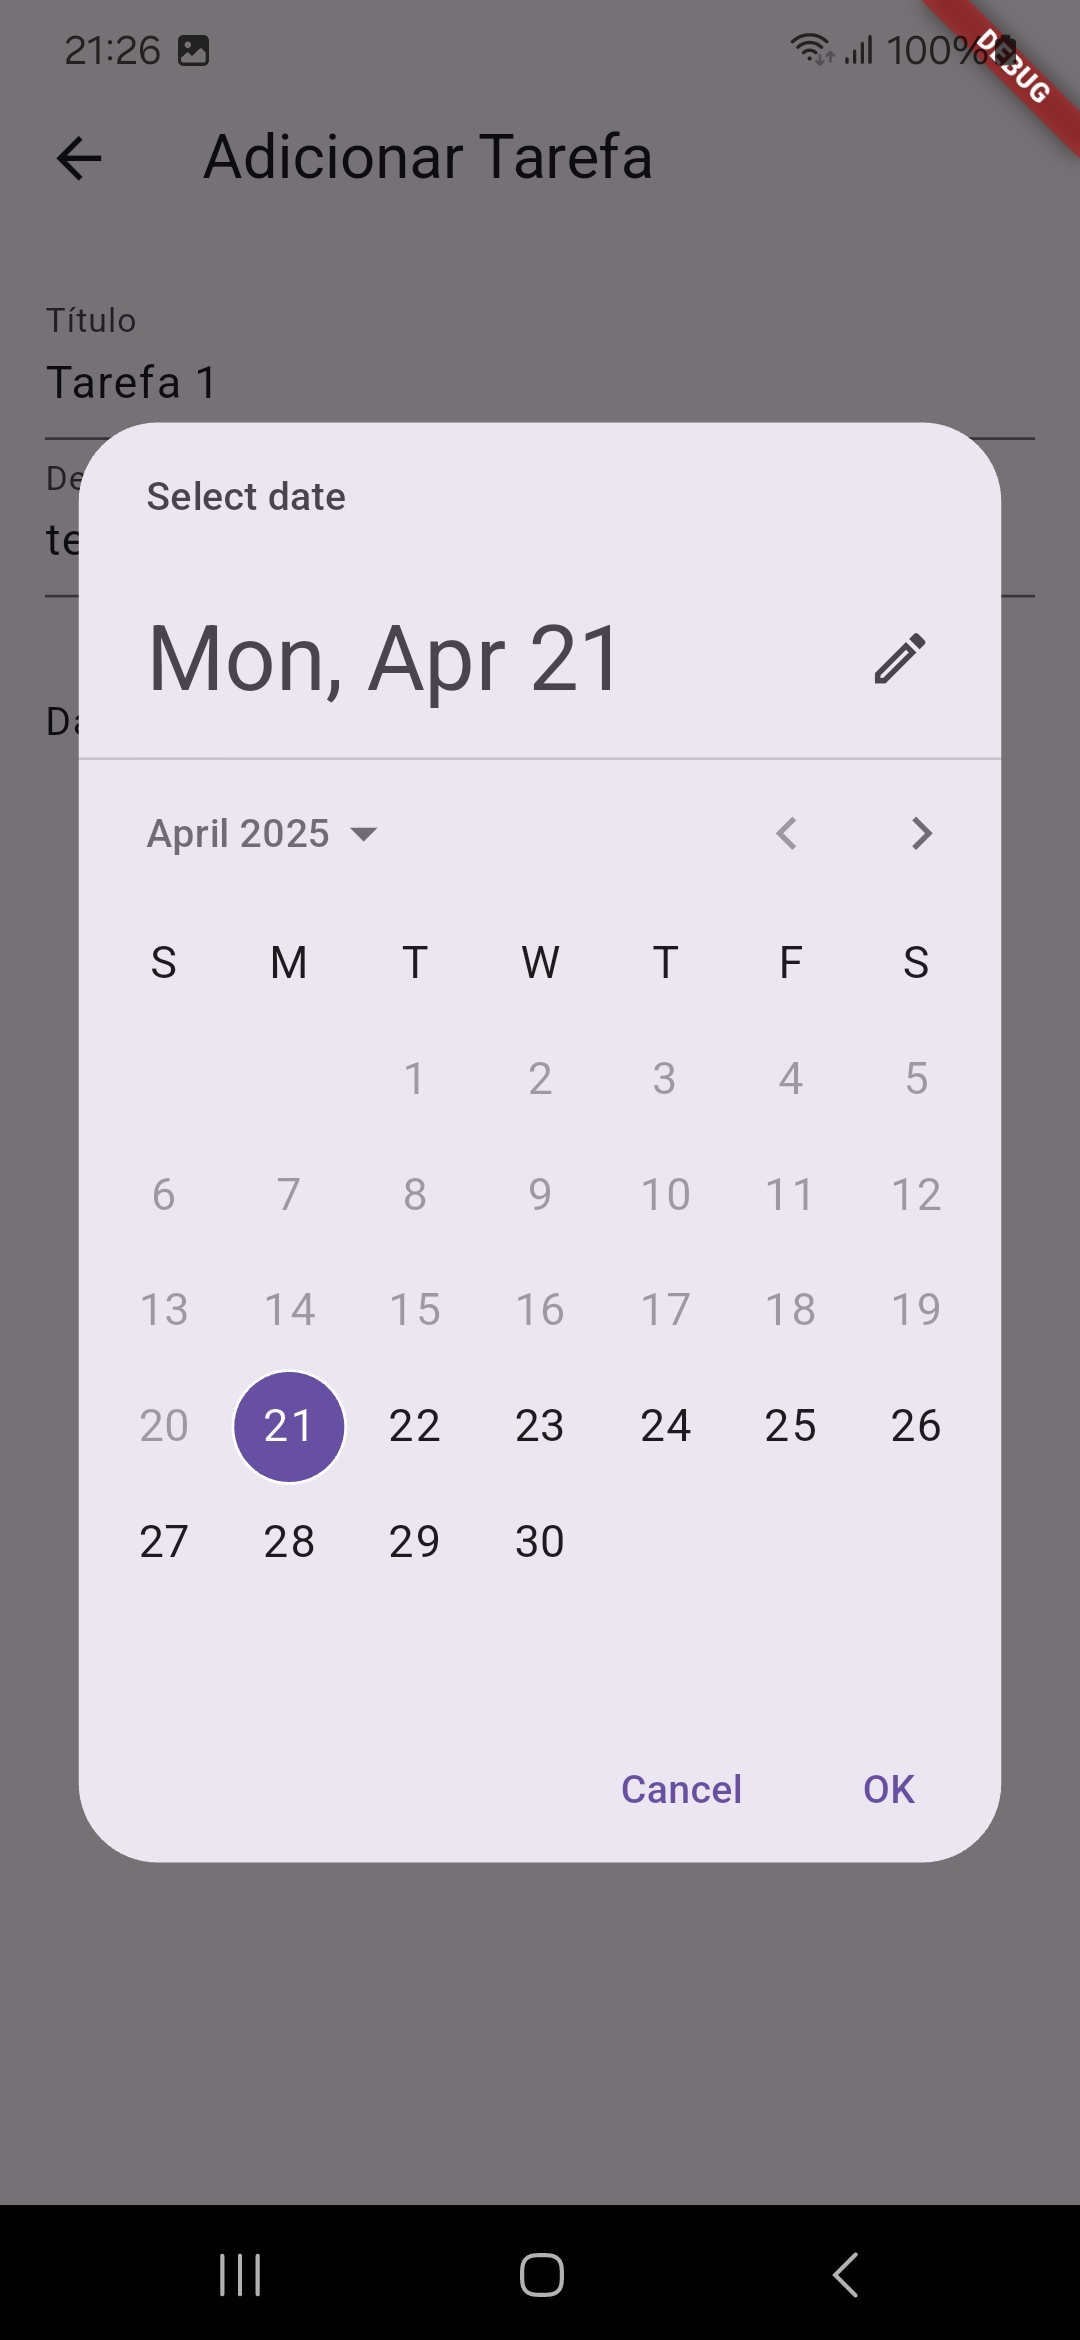 21:26 100%
DEBUG
Adicionar Tarefa
Título
Tarefa 1
De
te
Da
Select date
Mon, Apr 21
April 2025
S M T W T F S
1 2 3 4 5
6 7 8 9 10 11 12
13 14 15 16 17 18 19
20 21 22 23 24 25 26
27 28 29 30
Cancel OK